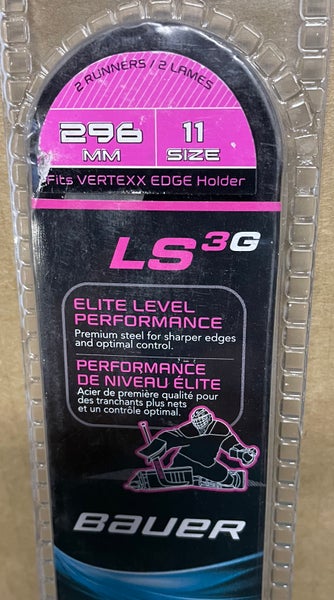 2 RUNNERS / 2 LAMES
296 MM
11 SIZE
Fits VERTEXX EDGE Holder
LS3G
ELITE LEVEL
PERFORMANCE
Premium steel for sharper edges
and optimal control.
PERFORMANCE
DE NIVEAU ÉLITE
Acier de première qualité pour
des tranchants plus nets
et un contrôle optimal.
BAUER